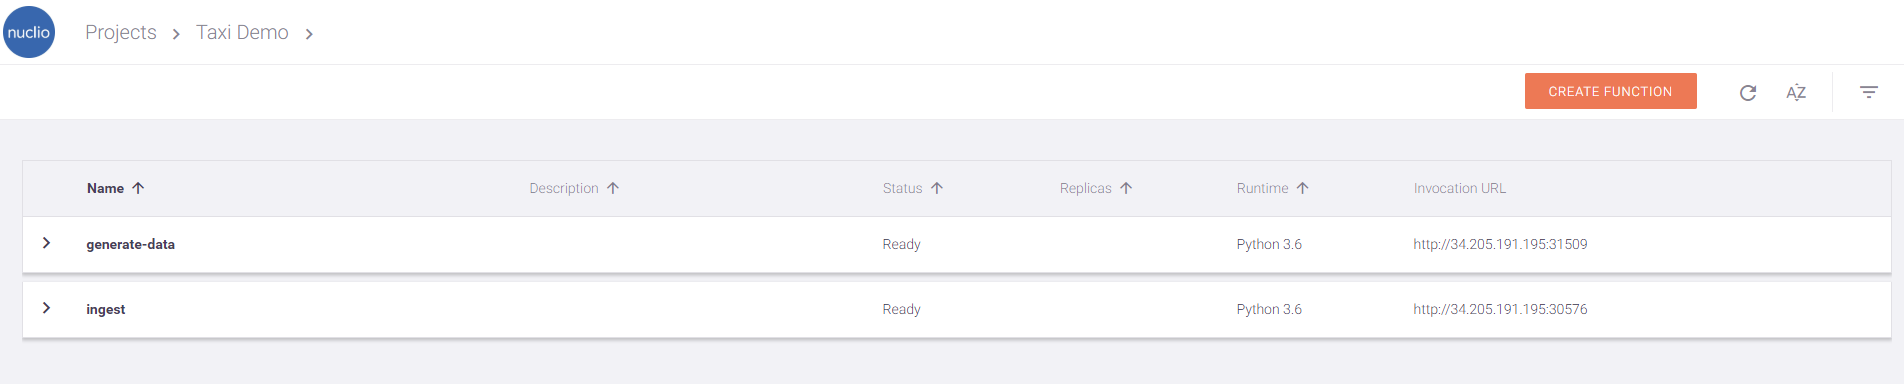 nuclio Projects Taxi Demo
CREATE FUNCTION AZ
Name Description Status Replicas Runtime Invocation URL
generate-data Ready Python 3.6 http://34.205.191.195:31509
ingest Ready Python 3.6 http://34.205.191.195:30576